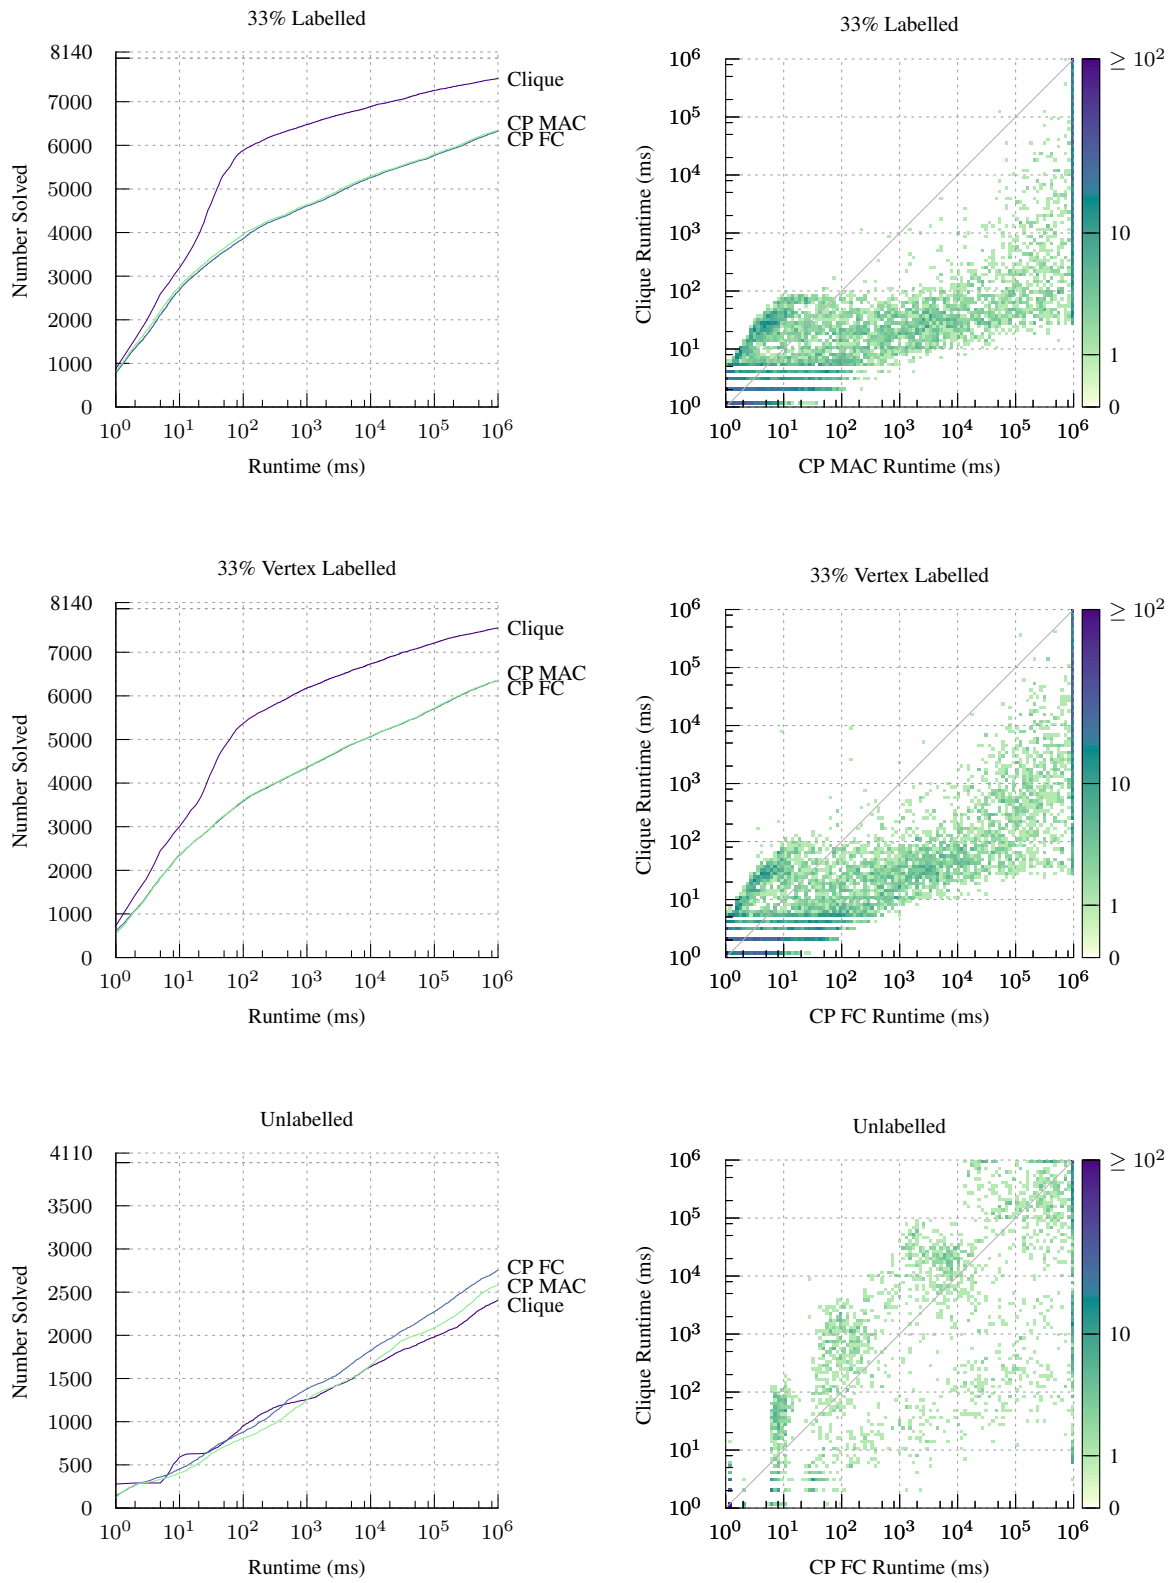 33% Labelled
8140
7000
6000
5000
4000
3000
2000
1000
0
Number Solved
Clique
CP MAC
CP FC
10^0 10^1 10^2 10^3 10^4 10^5 10^6
Runtime (ms)
33% Labelled
10^6
10^5
10^4
10^3
10^2
10^1
10^0
Clique Runtime (ms)
10^0 10^1 10^2 10^3 10^4 10^5 10^6
CP MAC Runtime (ms)
≥ 10^2
10
1
0
33% Vertex Labelled
8140
7000
6000
5000
4000
3000
2000
1000
0
Number Solved
Clique
CP MAC
CP FC
10^0 10^1 10^2 10^3 10^4 10^5 10^6
Runtime (ms)
33% Vertex Labelled
10^6
10^5
10^4
10^3
10^2
10^1
10^0
Clique Runtime (ms)
10^0 10^1 10^2 10^3 10^4 10^5 10^6
CP FC Runtime (ms)
≥ 10^2
10
1
0
Unlabelled
4110
3500
3000
2500
2000
1500
1000
500
0
Number Solved
CP FC
CP MAC
Clique
10^0 10^1 10^2 10^3 10^4 10^5 10^6
Runtime (ms)
Unlabelled
10^6
10^5
10^4
10^3
10^2
10^1
10^0
Clique Runtime (ms)
10^0 10^1 10^2 10^3 10^4 10^5 10^6
CP FC Runtime (ms)
≥ 10^2
10
1
0